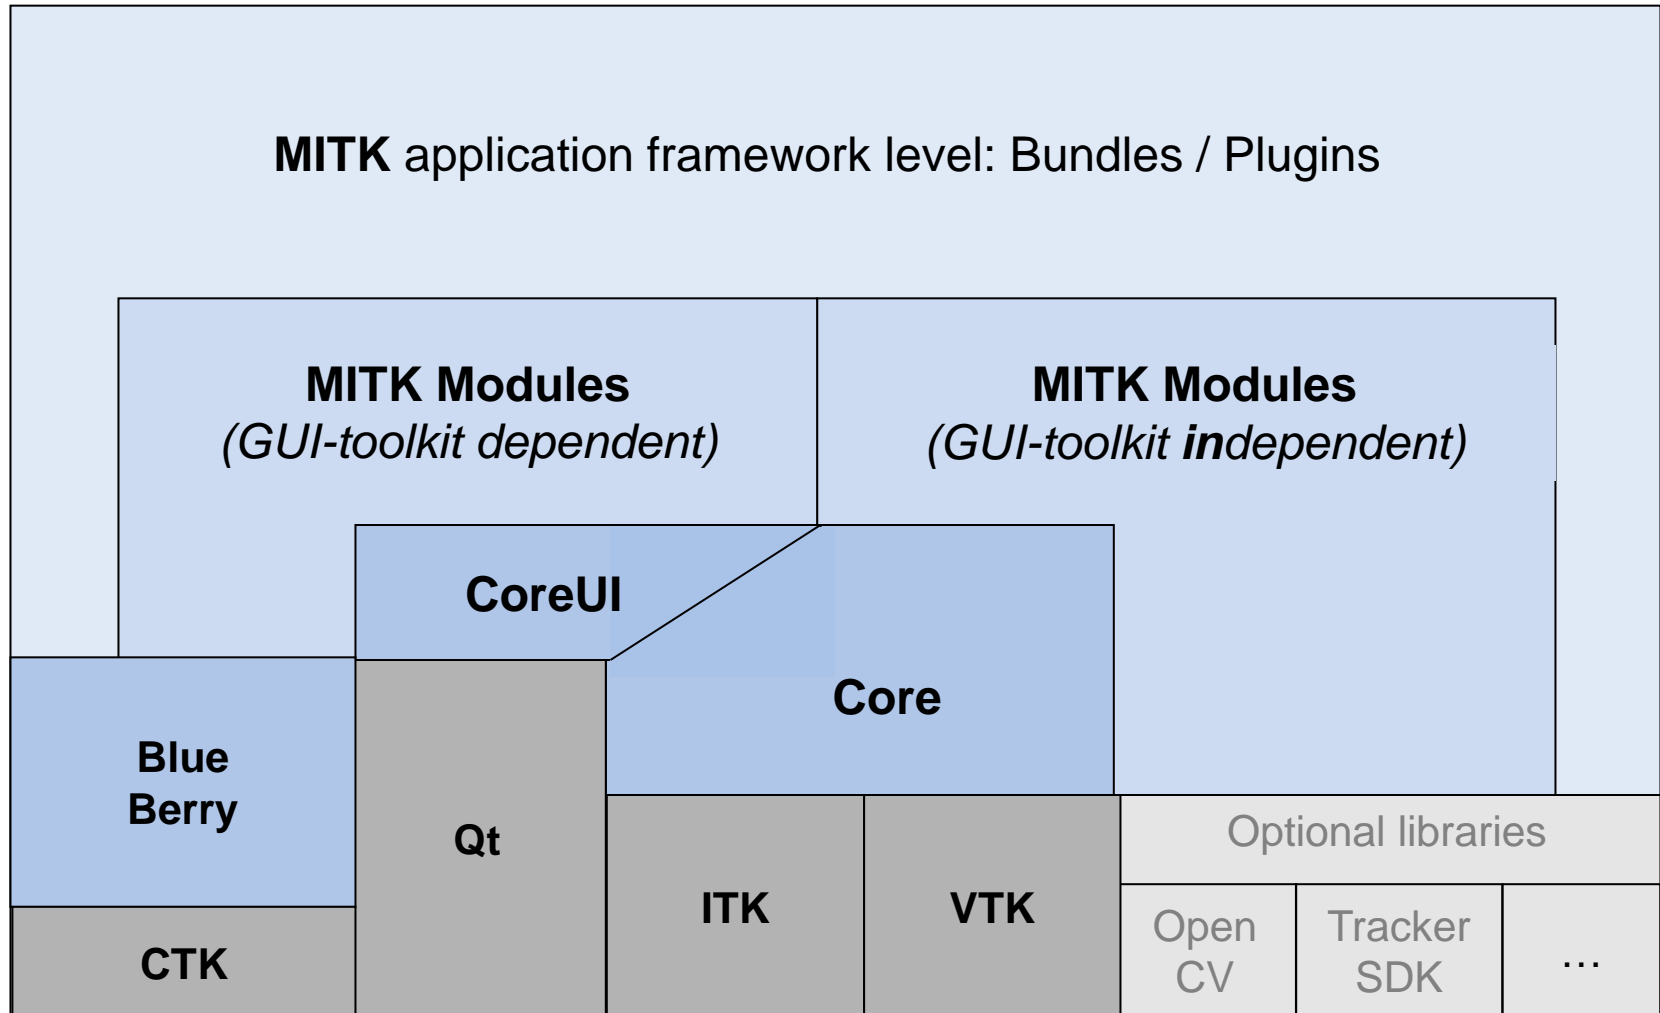 MITK application framework level: Bundles / Plugins
MITK Modules
(GUI-toolkit dependent)
MITK Modules
(GUI-toolkit independent)
CoreUI
Core
Blue
Berry
Qt
CTK
ITK
VTK
Optional libraries
Open
CV
Tracker
SDK
…